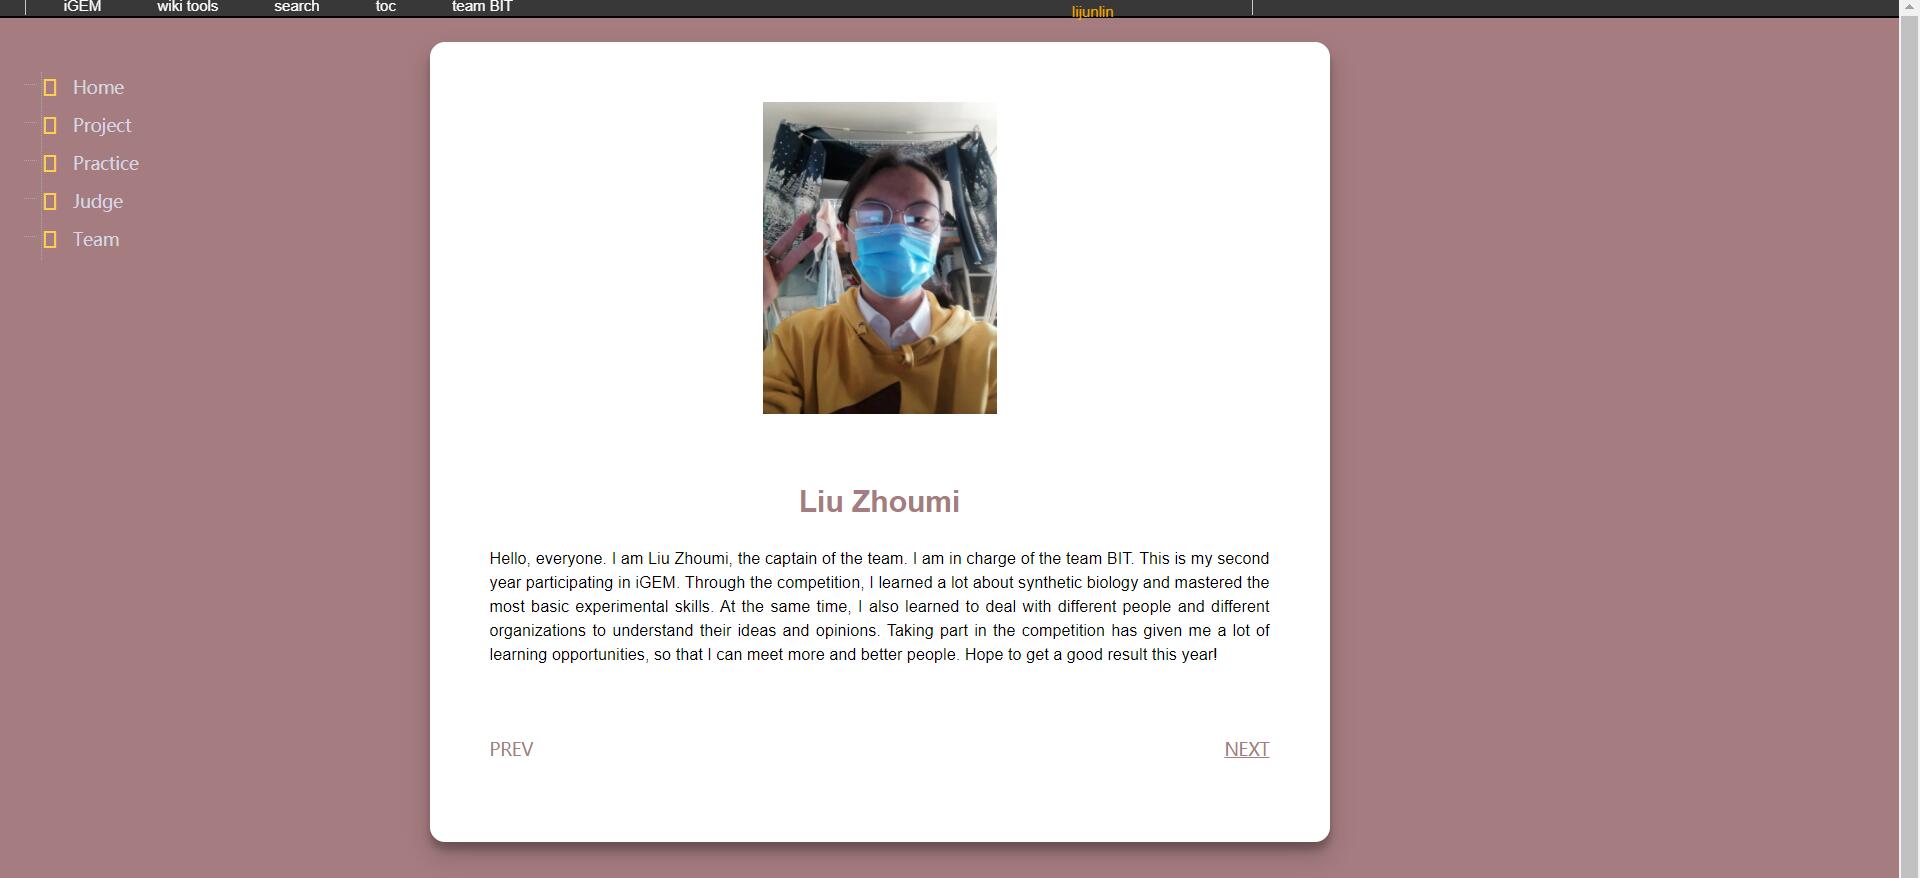 iGEM wiki tools search toc team BIT lijunlin
Home
Project
Practice
Judge
Team
Liu Zhoumi
Hello, everyone. I am Liu Zhoumi, the captain of the team. I am in charge of the team BIT. This is my second
year participating in iGEM. Through the competition, I learned a lot about synthetic biology and mastered the
most basic experimental skills. At the same time, I also learned to deal with different people and different
organizations to understand their ideas and opinions. Taking part in the competition has given me a lot of
learning opportunities, so that I can meet more and better people. Hope to get a good result this year!
PREV NEXT